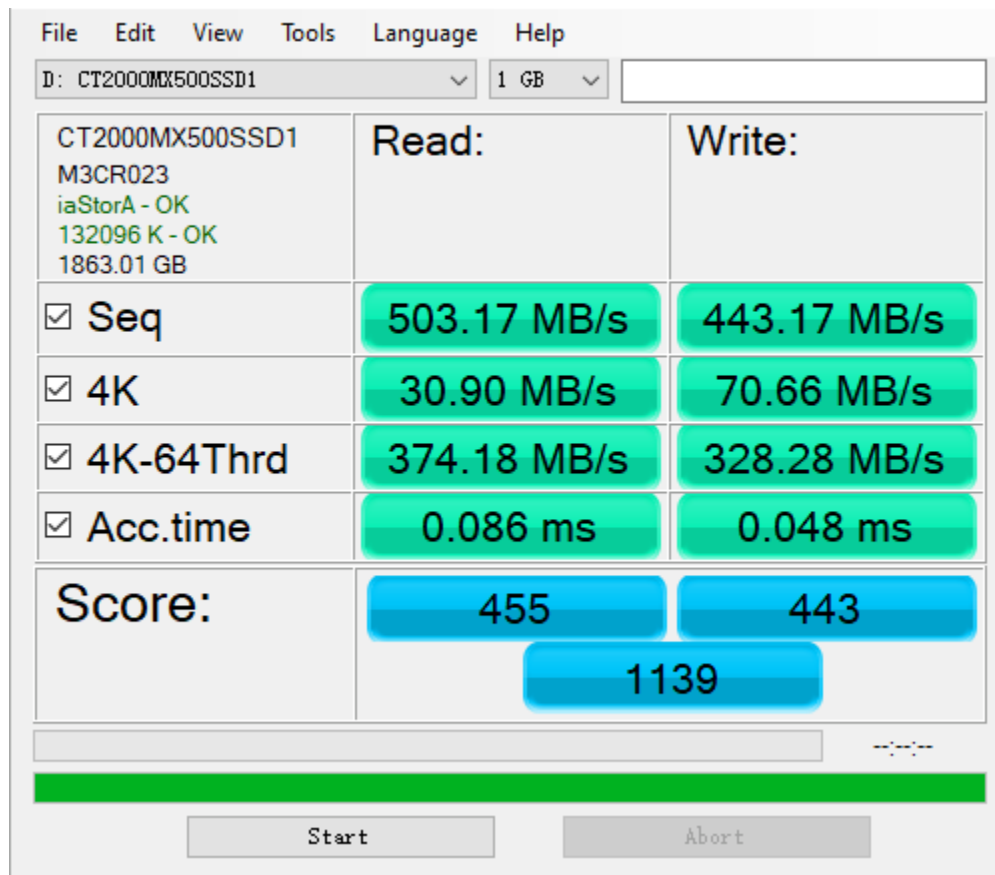 File Edit View Tools Language Help
D: CT2000MX500SSD1 1 GB
CT2000MX500SSD1
M3CR023
iaStorA - OK
132096 K - OK
1863.01 GB
Read: Write:
Seq 503.17 MB/s 443.17 MB/s
4K 30.90 MB/s 70.66 MB/s
4K-64Thrd 374.18 MB/s 328.28 MB/s
Acc.time 0.086 ms 0.048 ms
Score: 455 443
1139
--:--:--
Start Abort